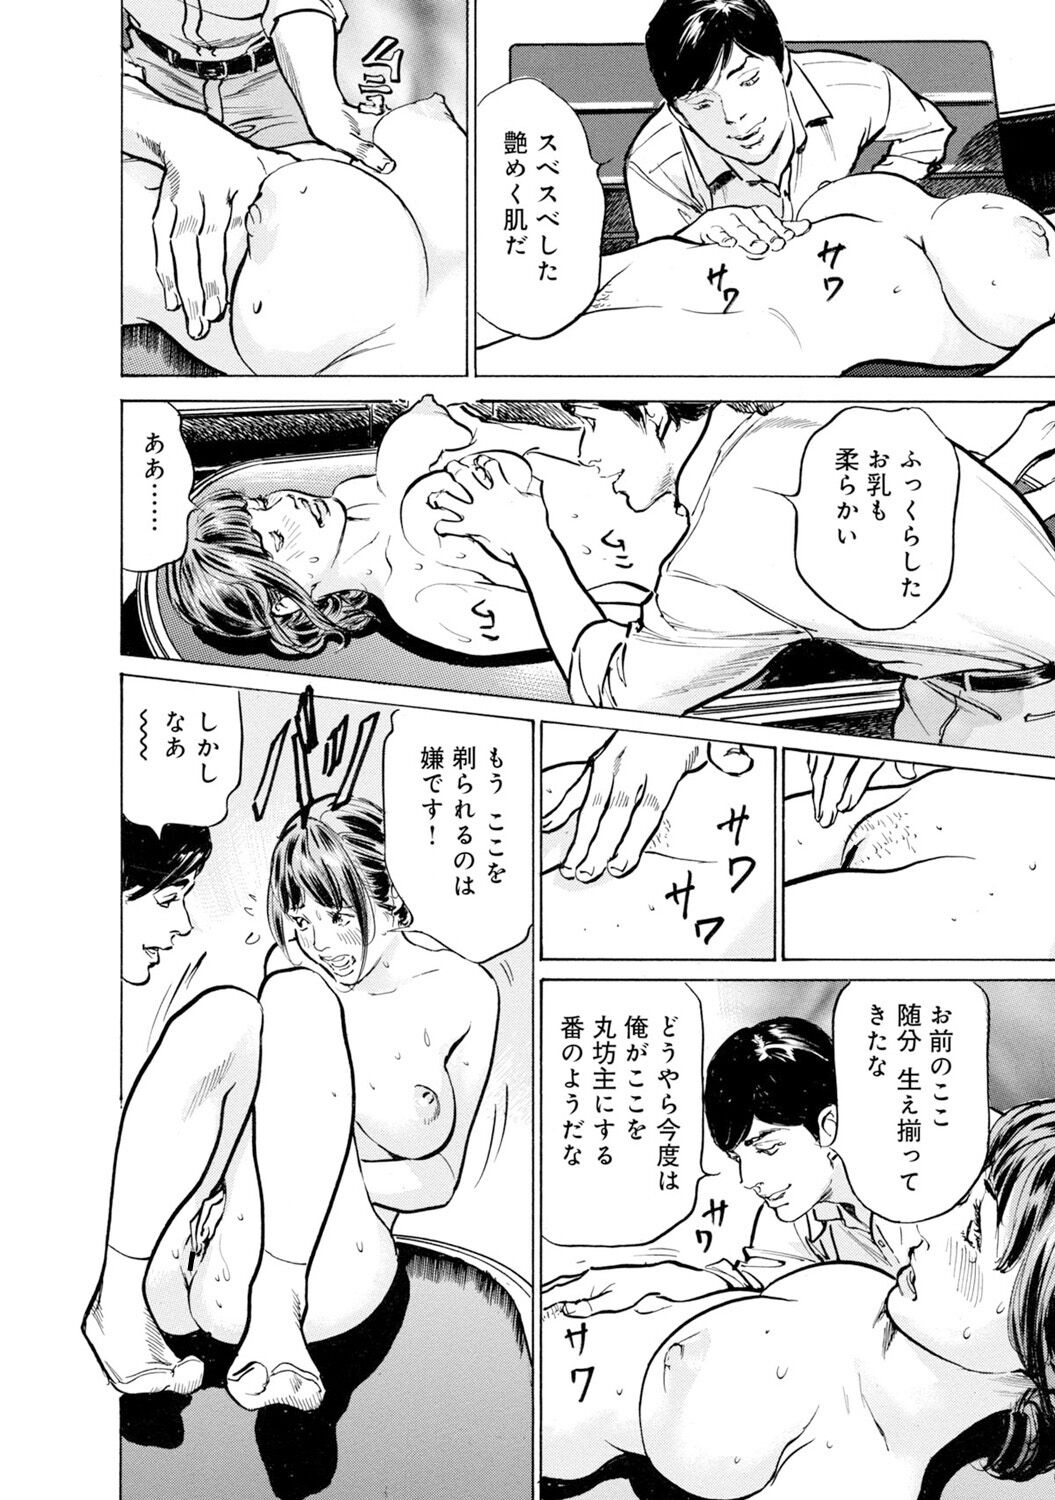 スベスベした
艶めく肌だ
サワ
サワ
ムニュ
ふっくらした
お乳も
柔らかい
ああ……
サワ
サワ
もう ここを
剃られるのは
嫌です！
ガバッ
しかし
なあ
お前のここ
随分 生え揃って
きたな
どうやら今度は
俺がここを
丸坊主にする
番のようだな
サワ
サワ